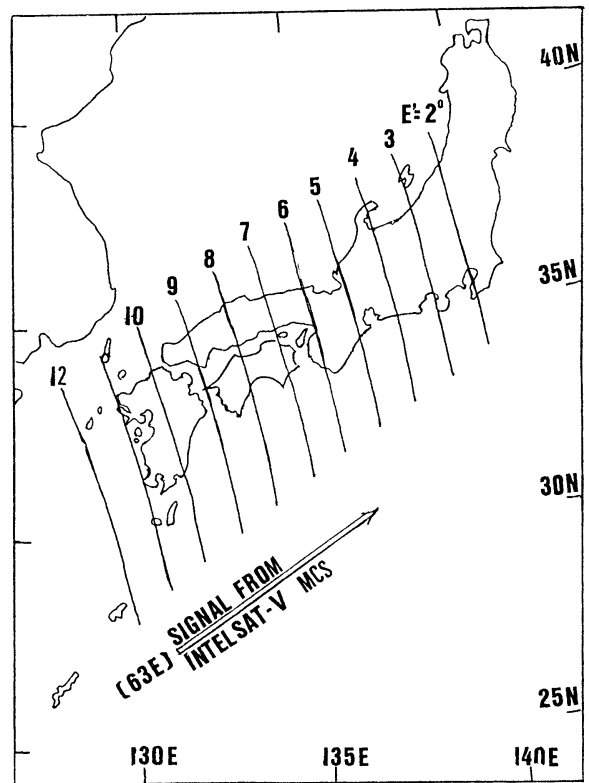 40N
E'= 2°
3
4
5
6
7
8
9
10
12
35N
30N
SIGNAL FROM
(63E) INTELSAT-V MCS
25N
130E
135E
140E